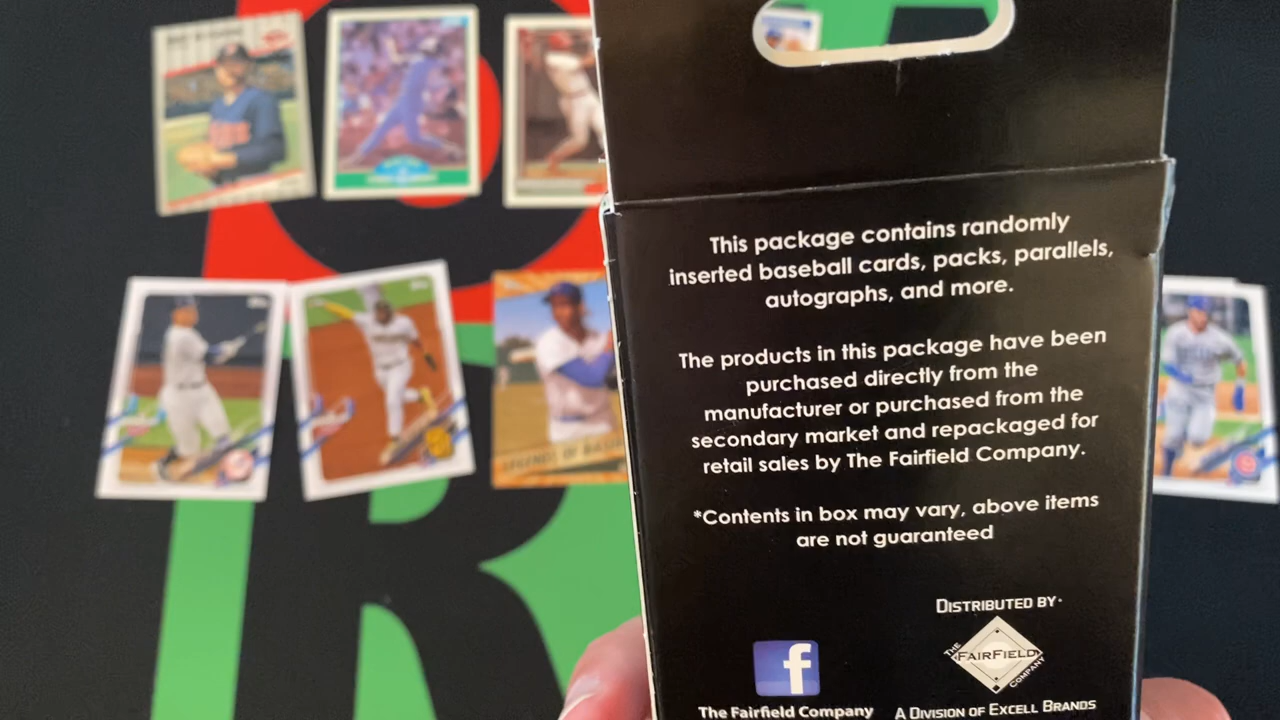 This package contains randomly
inserted baseball cards, packs, parallels,
autographs, and more.
The products in this package have been
purchased directly from the
manufacturer or purchased from the
secondary market and repackaged for
retail sales by The Fairfield Company.
*Contents in box may vary, above items
are not guaranteed
DISTRIBUTED BY·
THE
FAIRFIELD
COMPANY
f
The Fairfield Company
A DIVISION OF EXCELL BRANDS
LEGENDS OF BASE